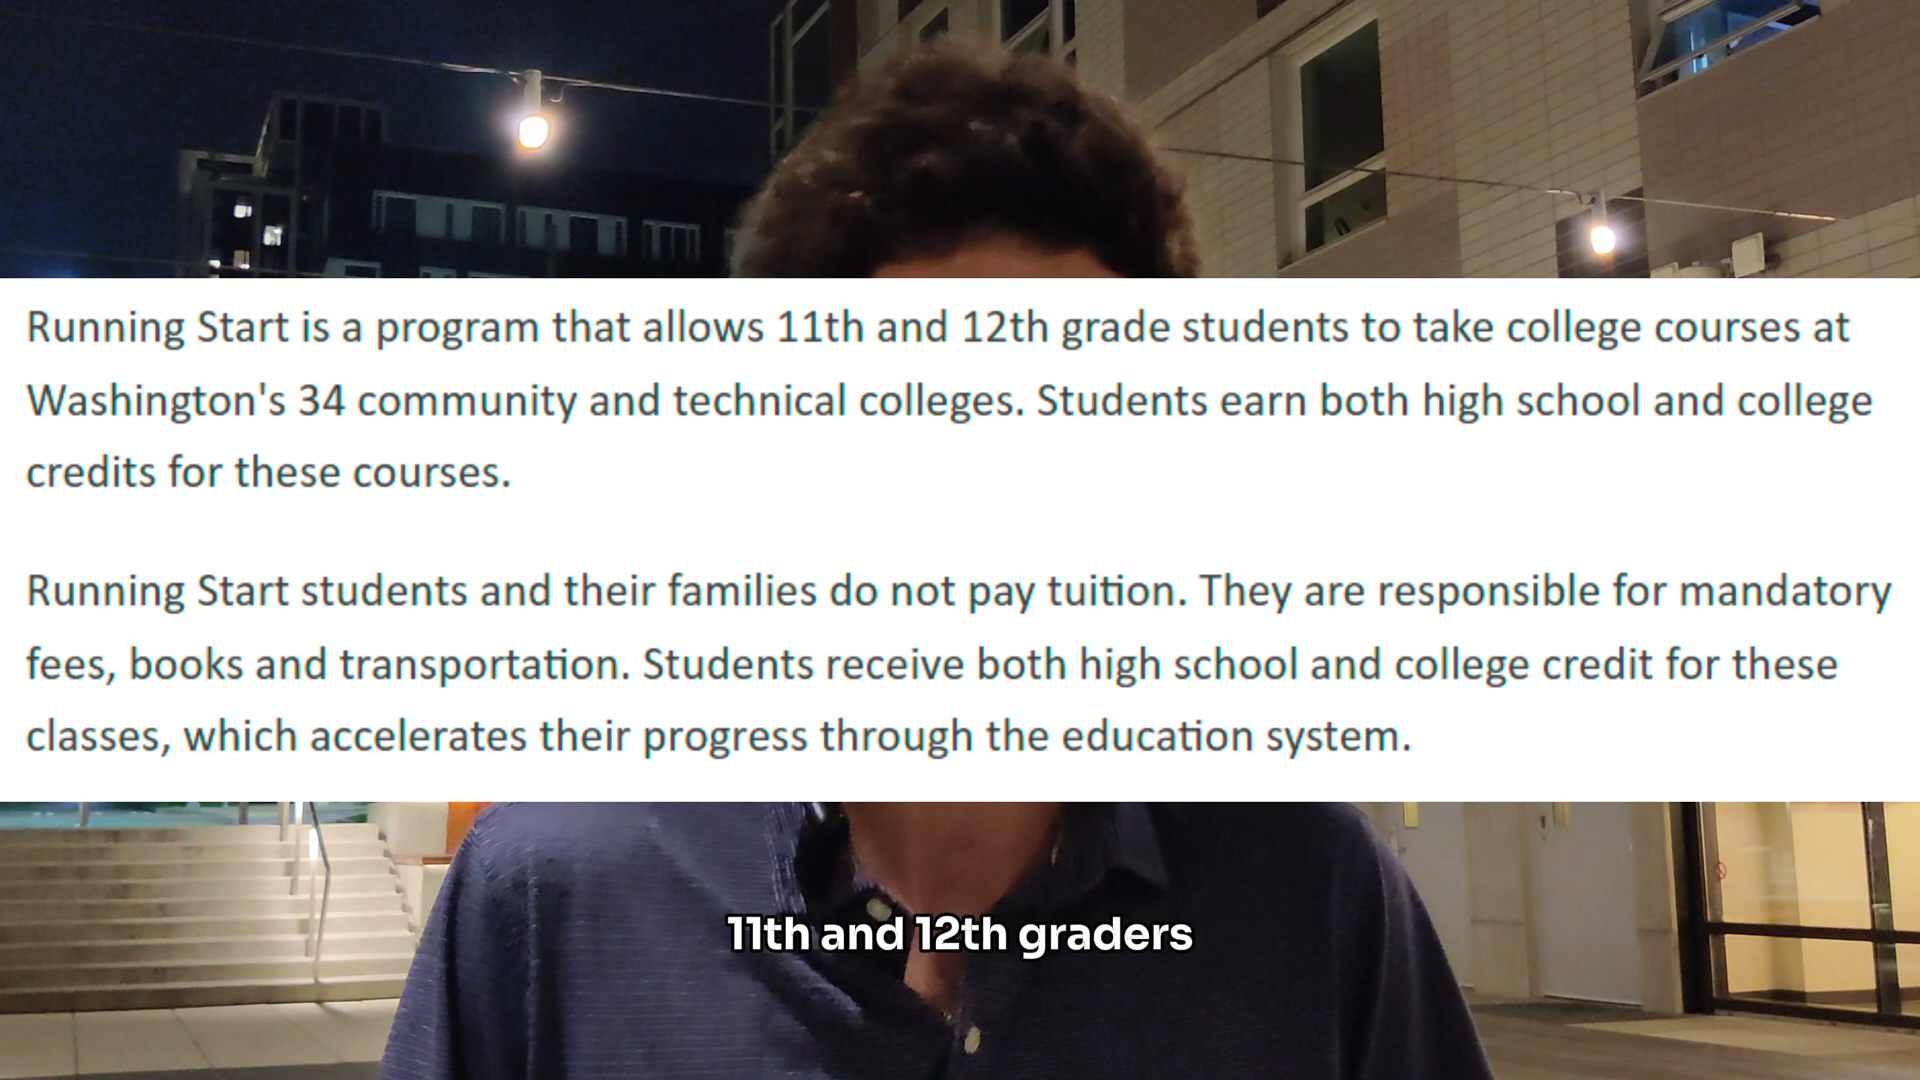 Running Start is a program that allows 11th and 12th grade students to take college courses at
Washington's 34 community and technical colleges. Students earn both high school and college
credits for these courses.
Running Start students and their families do not pay tuition. They are responsible for mandatory
fees, books and transportation. Students receive both high school and college credit for these
classes, which accelerates their progress through the education system.
11th and 12th graders